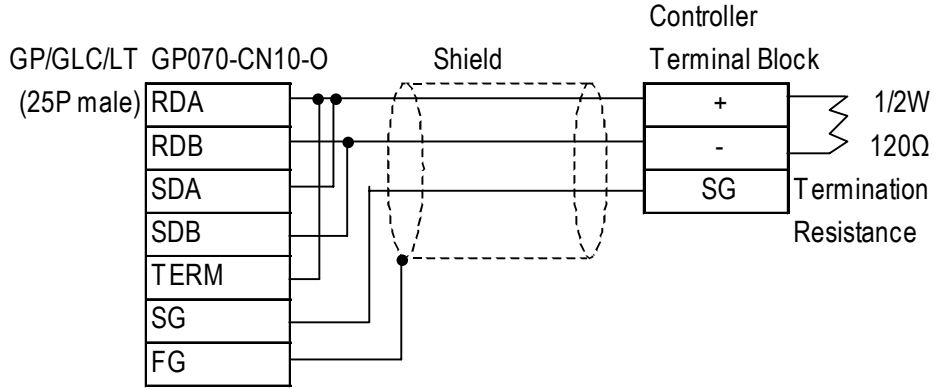 Controller
GP/GLC/LT GP070-CN10-O Shield Terminal Block
(25P male) RDA + 1/2W
RDB - 120Ω
SDA SG Termination
SDB Resistance
TERM
SG
FG